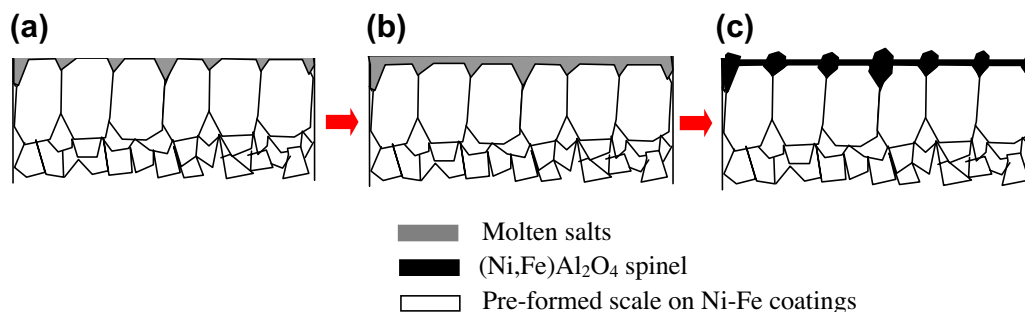 (a) (b) (c)
Molten salts
(Ni,Fe)Al₂O₄ spinel
Pre-formed scale on Ni-Fe coatings